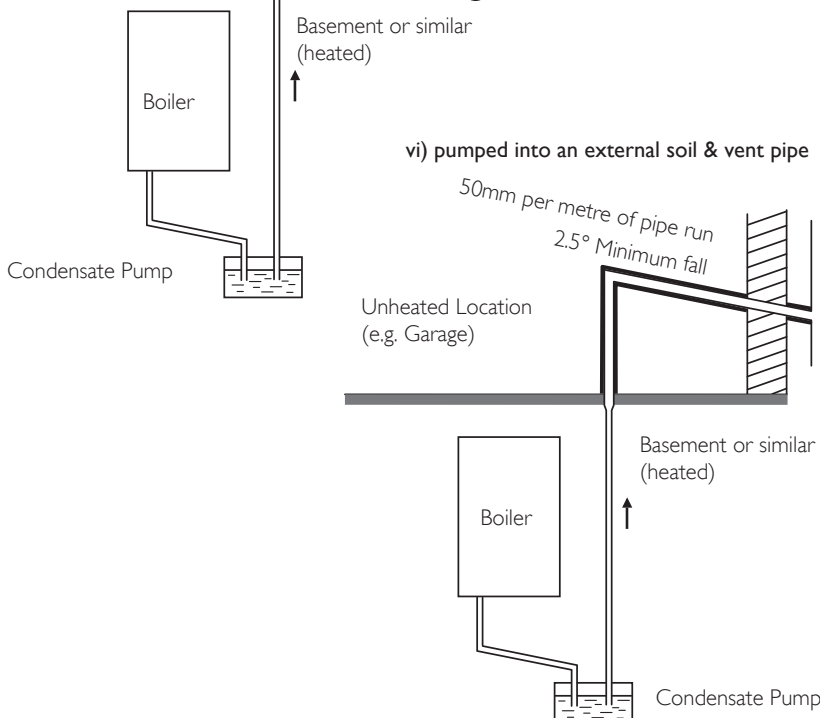 Basement or similar
(heated)
Boiler
Condensate Pump
vi) pumped into an external soil & vent pipe
50mm per metre of pipe run
2.5° Minimum fall
Unheated Location
(e.g. Garage)
Basement or similar
(heated)
Boiler
Condensate Pump